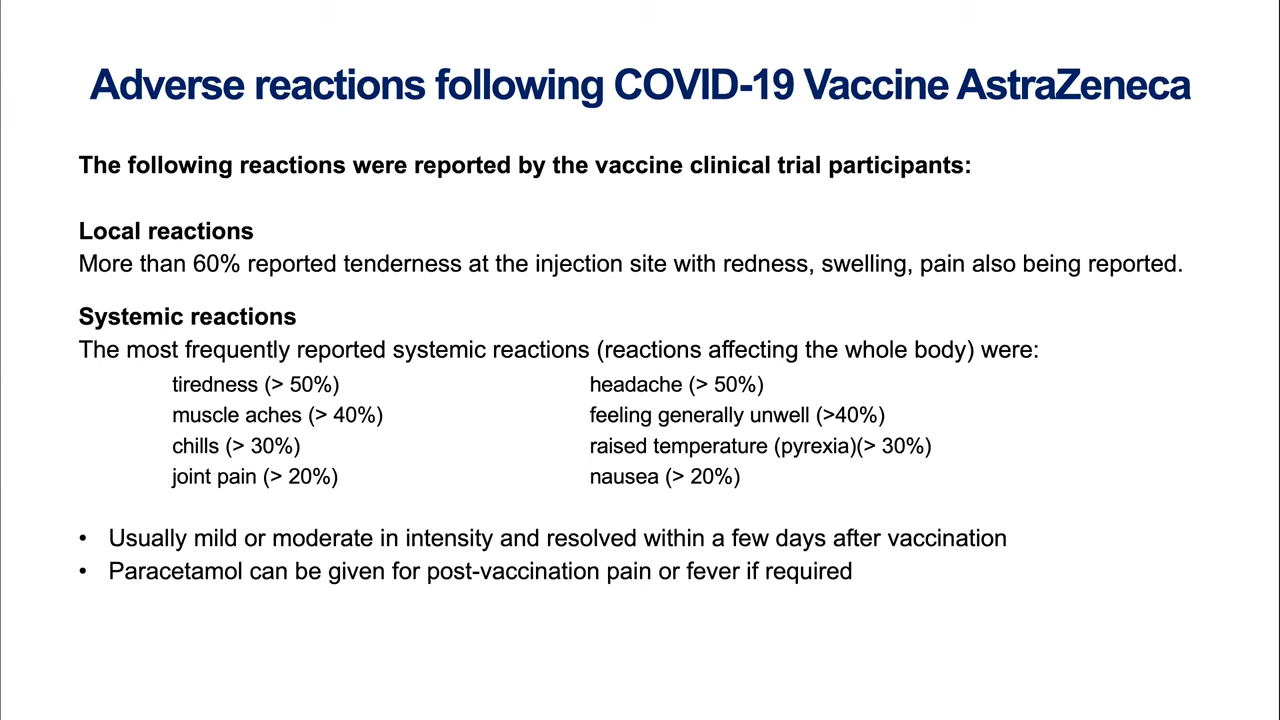 Adverse reactions following COVID-19 Vaccine AstraZeneca
The following reactions were reported by the vaccine clinical trial participants:
Local reactions
More than 60% reported tenderness at the injection site with redness, swelling, pain also being reported.
Systemic reactions
The most frequently reported systemic reactions (reactions affecting the whole body) were:
tiredness (> 50%) headache (> 50%)
muscle aches (> 40%) feeling generally unwell (>40%)
chills (> 30%) raised temperature (pyrexia)(> 30%)
joint pain (> 20%) nausea (> 20%)
• Usually mild or moderate in intensity and resolved within a few days after vaccination
• Paracetamol can be given for post-vaccination pain or fever if required